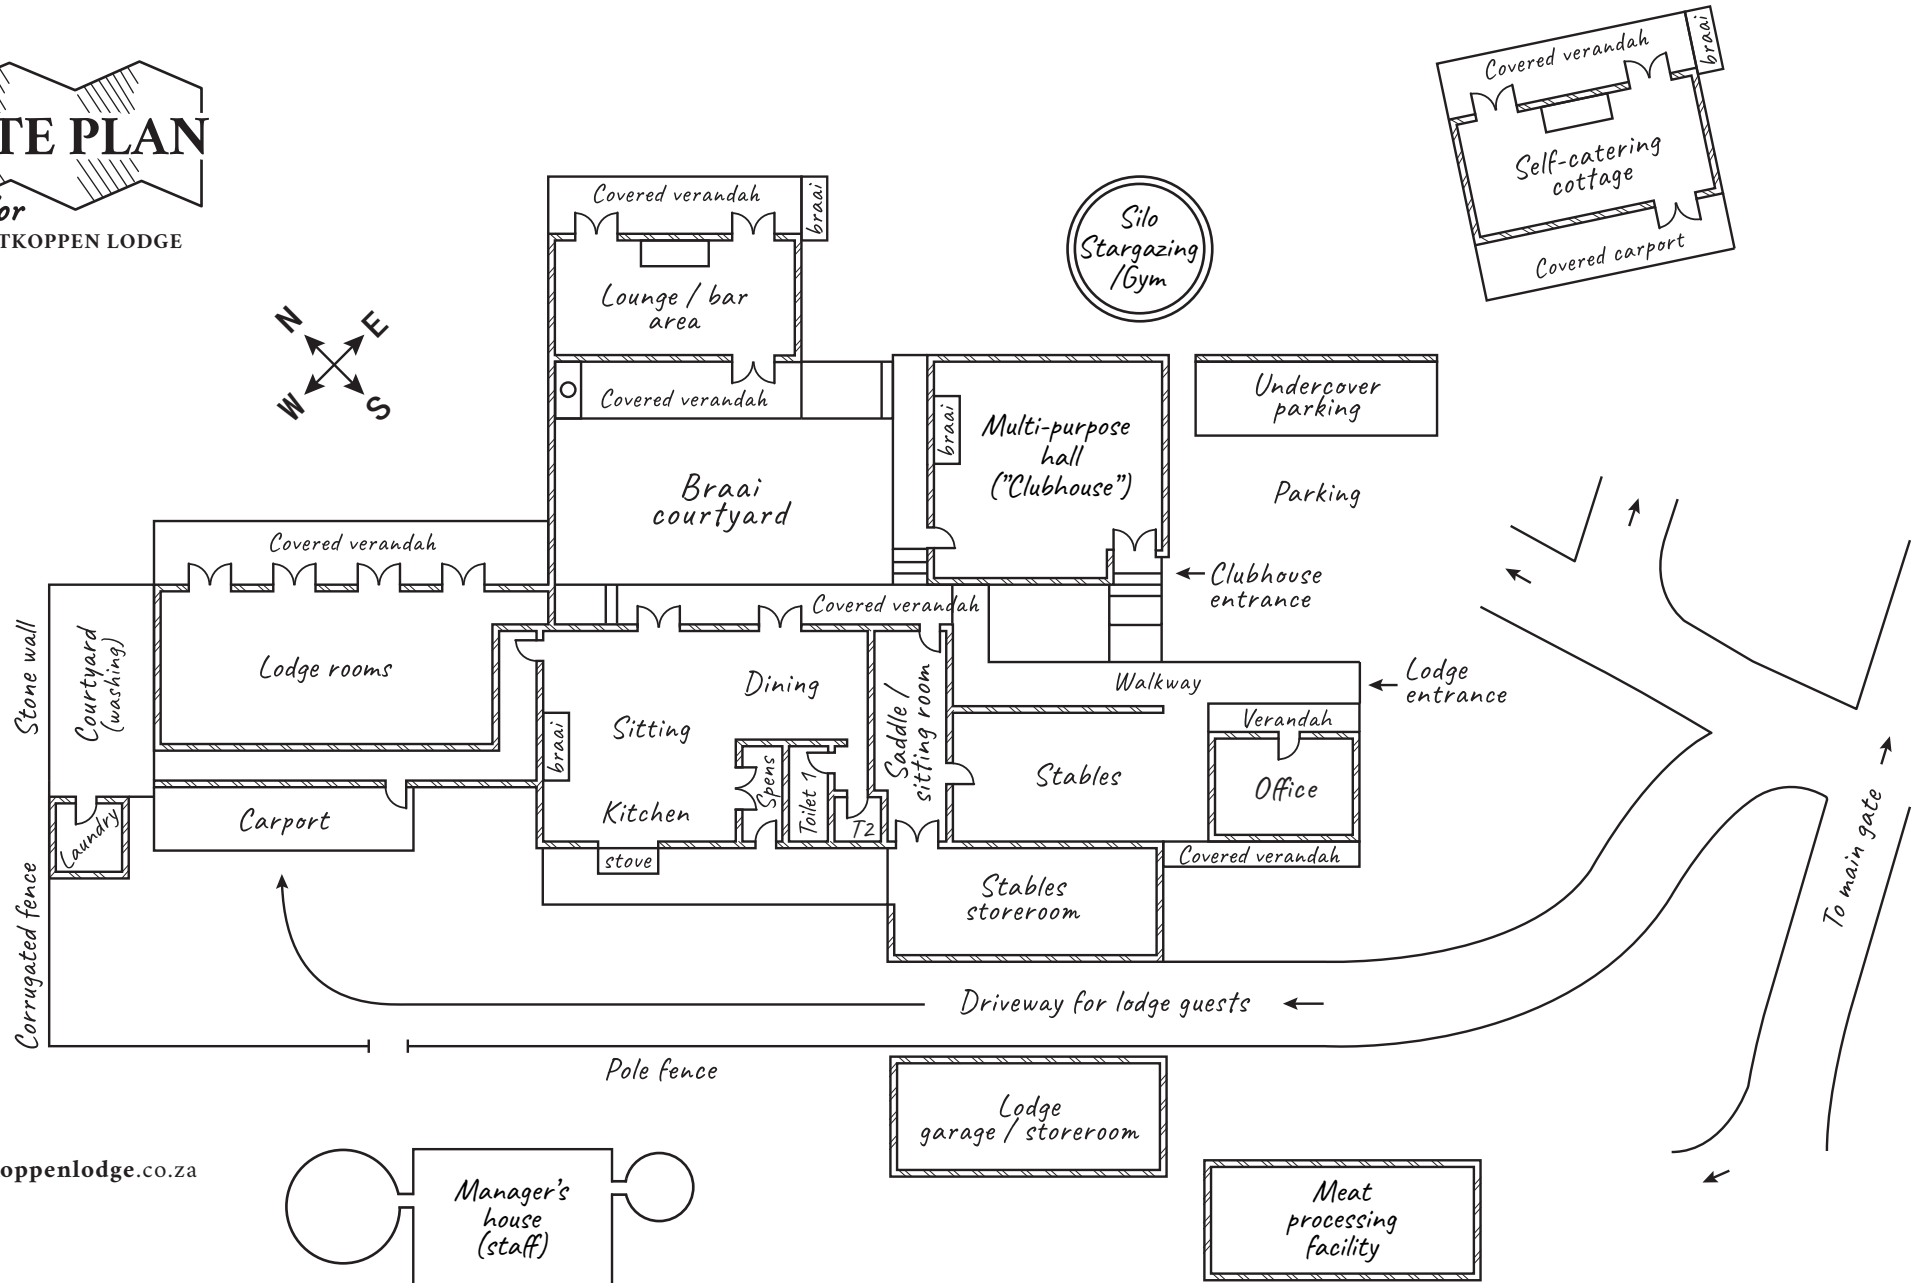 TE PLAN
or
TKOPPEN LODGE
N
E
W
S
Covered verandah
braai
Lounge / bar
area
Covered verandah
Silo
Stargazing
/Gym
Covered verandah
braai
Self-catering
cottage
Covered carport
braai
Multi-purpose
hall
("Clubhouse")
Undercover
parking
Parking
Braai
courtyard
Clubhouse
entrance
Covered verandah
Covered verandah
Stone wall
Courtyard
(washing)
Lodge rooms
Dining
Sitting
braai
Kitchen
Spens
Toilet 1
T2
Saddle /
sitting room
Walkway
Lodge
entrance
Verandah
Stables
Office
Covered verandah
Laundry
Carport
stove
Stables
storeroom
Corrugated fence
To main gate
Driveway for lodge guests
Pole fence
Lodge
garage / storeroom
oppenlodge.co.za
Manager's
house
(staff)
Meat
processing
facility